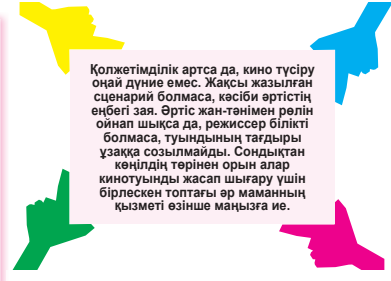 Қолжетімділік артса да, кино түсіру
оңай дүние емес. Жақсы жазылған
сценарий болмаса, кәсіби әртістің
еңбегі зая. Әртіс жан-тәнімен рөлін
ойнап шықса да, режиссер білікті
болмаса, туындының тағдыры
ұзаққа созылмайды. Сондықтан
көңілдің төрінен орын алар
кинотуынды жасап шығару үшін
бірлескен топтағы әр маманның
қызметі өзінше маңызға ие.